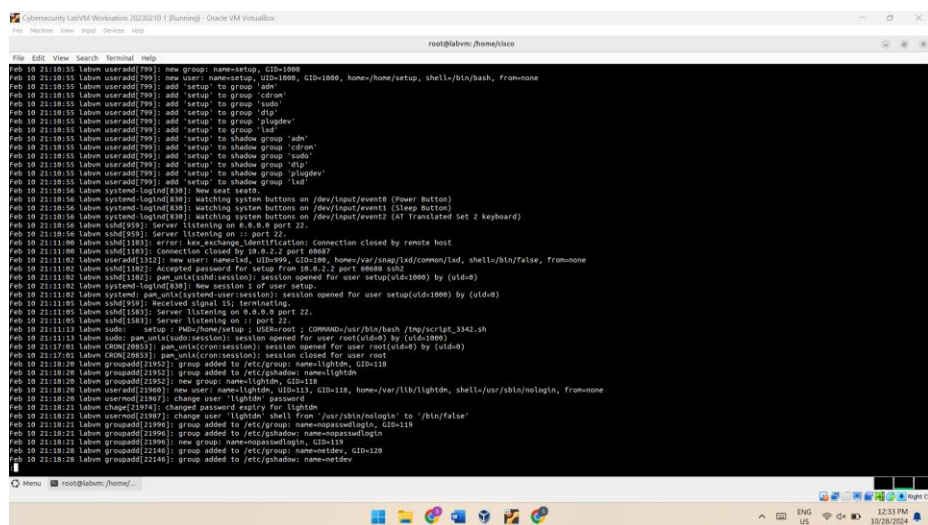 Cybersecurity LabVM Worksation 20230210 1 [Running] - Oracle VM VirtualBox
File Machine View Input Devices Help
root@labvm: /home/cisco
File Edit View Search Terminal Help
Feb 10 21:10:55 labvm useradd[799]: new group: name=setup, GID=1000
Feb 10 21:10:55 labvm useradd[799]: new user: name=setup, UID=1000, GID=1000, home=/home/setup, shell=/bin/bash, from=none
Feb 10 21:10:55 labvm useradd[799]: add 'setup' to group 'adm'
Feb 10 21:10:55 labvm useradd[799]: add 'setup' to group 'cdrom'
Feb 10 21:10:55 labvm useradd[799]: add 'setup' to group 'sudo'
Feb 10 21:10:55 labvm useradd[799]: add 'setup' to group 'dip'
Feb 10 21:10:55 labvm useradd[799]: add 'setup' to group 'plugdev'
Feb 10 21:10:55 labvm useradd[799]: add 'setup' to group 'lxd'
Feb 10 21:10:55 labvm useradd[799]: add 'setup' to shadow group 'adm'
Feb 10 21:10:55 labvm useradd[799]: add 'setup' to shadow group 'cdrom'
Feb 10 21:10:55 labvm useradd[799]: add 'setup' to shadow group 'sudo'
Feb 10 21:10:55 labvm useradd[799]: add 'setup' to shadow group 'dip'
Feb 10 21:10:55 labvm useradd[799]: add 'setup' to shadow group 'plugdev'
Feb 10 21:10:55 labvm useradd[799]: add 'setup' to shadow group 'lxd'
Feb 10 21:10:56 labvm systemd-logind[830]: New seat seat0.
Feb 10 21:10:56 labvm systemd-logind[830]: Watching system buttons on /dev/input/event0 (Power Button)
Feb 10 21:10:56 labvm systemd-logind[830]: Watching system buttons on /dev/input/event1 (Sleep Button)
Feb 10 21:10:56 labvm systemd-logind[830]: Watching system buttons on /dev/input/event2 (AT Translated Set 2 keyboard)
Feb 10 21:10:56 labvm sshd[959]: Server listening on 0.0.0.0 port 22.
Feb 10 21:10:56 labvm sshd[959]: Server listening on :: port 22.
Feb 10 21:11:00 labvm sshd[1103]: error: kex_exchange_identification: Connection closed by remote host
Feb 10 21:11:00 labvm sshd[1103]: Connection closed by 10.0.2.2 port 60687
Feb 10 21:11:02 labvm useradd[1312]: new user: name=lxd, UID=999, GID=100, home=/var/snap/lxd/common/lxd, shell=/bin/false, from=none
Feb 10 21:11:02 labvm sshd[1102]: Accepted password for setup from 10.0.2.2 port 60688 ssh2
Feb 10 21:11:02 labvm sshd[1102]: pam_unix(sshd:session): session opened for user setup(uid=1000) by (uid=0)
Feb 10 21:11:02 labvm systemd-logind[830]: New session 1 of user setup.
Feb 10 21:11:02 labvm systemd: pam_unix(systemd-user:session): session opened for user setup(uid=1000) by (uid=0)
Feb 10 21:11:05 labvm sshd[959]: Received signal 15; terminating.
Feb 10 21:11:05 labvm sshd[1583]: Server listening on 0.0.0.0 port 22.
Feb 10 21:11:05 labvm sshd[1583]: Server listening on :: port 22.
Feb 10 21:11:13 labvm sudo: setup : PWD=/home/setup ; USER=root ; COMMAND=/usr/bin/bash /tmp/script_3342.sh
Feb 10 21:11:13 labvm sudo: pam_unix(sudo:session): session opened for user root(uid=0) by (uid=1000)
Feb 10 21:17:01 labvm CRON[20853]: pam_unix(cron:session): session opened for user root(uid=0) by (uid=0)
Feb 10 21:17:01 labvm CRON[20853]: pam_unix(cron:session): session closed for user root
Feb 10 21:18:20 labvm groupadd[21952]: group added to /etc/group: name=lightdm, GID=118
Feb 10 21:18:20 labvm groupadd[21952]: group added to /etc/gshadow: name=lightdm
Feb 10 21:18:20 labvm groupadd[21952]: new group: name=lightdm, GID=118
Feb 10 21:18:20 labvm useradd[21960]: new user: name=lightdm, UID=113, GID=118, home=/var/lib/lightdm, shell=/usr/sbin/nologin, from=none
Feb 10 21:18:20 labvm usermod[21967]: change user 'lightdm' password
Feb 10 21:18:21 labvm chage[21974]: changed password expiry for lightdm
Feb 10 21:18:21 labvm usermod[21987]: change user 'lightdm' shell from '/usr/sbin/nologin' to '/bin/false'
Feb 10 21:18:21 labvm groupadd[21996]: group added to /etc/group: name=nopasswdlogin, GID=119
Feb 10 21:18:21 labvm groupadd[21996]: group added to /etc/gshadow: name=nopasswdlogin
Feb 10 21:18:21 labvm groupadd[21996]: new group: name=nopasswdlogin, GID=119
Feb 10 21:18:28 labvm groupadd[22146]: group added to /etc/group: name=netdev, GID=120
Feb 10 21:18:28 labvm groupadd[22146]: group added to /etc/gshadow: name=netdev
:
Menu root@labvm: /home/...
Right C
ENG
US
12:33 PM
10/28/2024